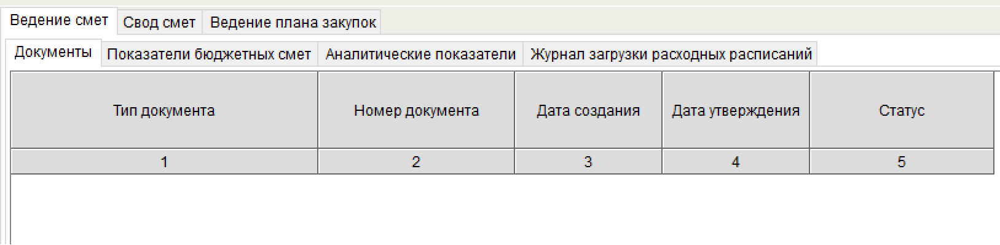 Ведение смет Свод смет Ведение плана закупок
Документы Показатели бюджетных смет Аналитические показатели Журнал загрузки расходных расписаний
Тип документа Номер документа Дата создания Дата утверждения Статус
1 2 3 4 5